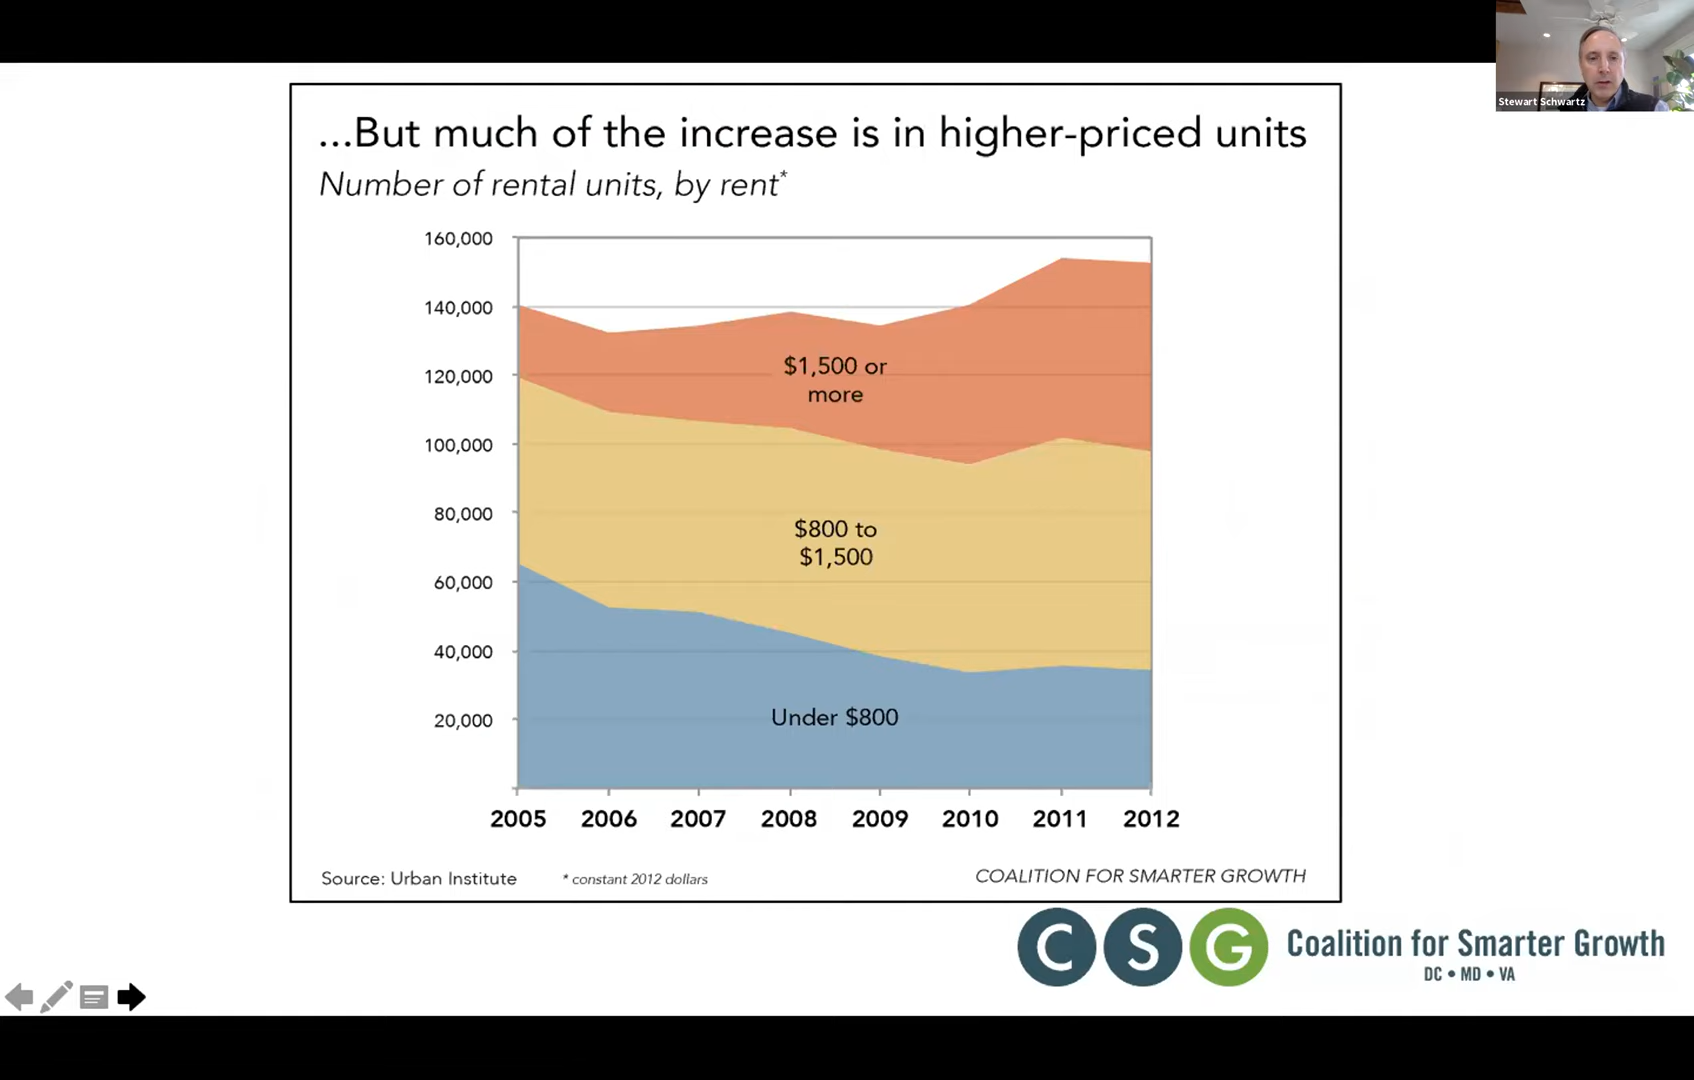 Stewart Schwartz
...But much of the increase is in higher-priced units
Number of rental units, by rent*
160,000
140,000
120,000
100,000
80,000
60,000
40,000
20,000
$1,500 or
more
$800 to
$1,500
Under $800
2005 2006 2007 2008 2009 2010 2011 2012
Source: Urban Institute * constant 2012 dollars COALITION FOR SMARTER GROWTH
C S G Coalition for Smarter Growth
DC • MD • VA